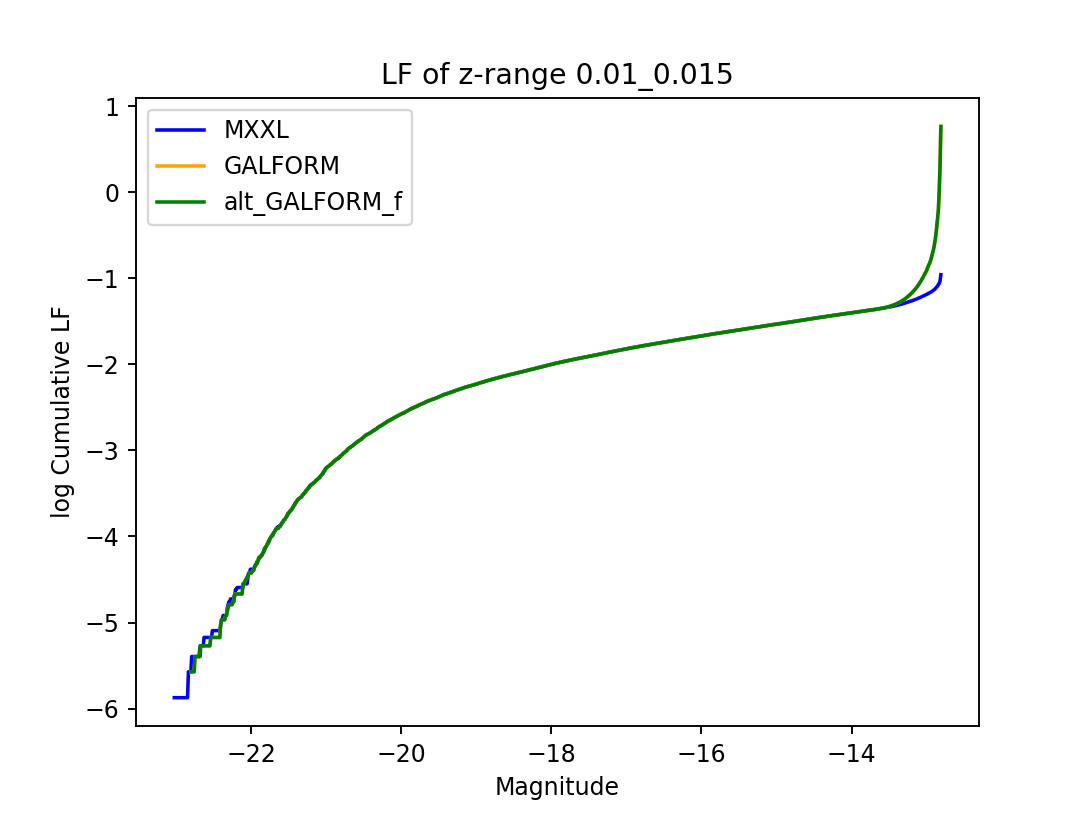 LF of z-range 0.01_0.015
MXXL
GALFORM
alt_GALFORM_f
log Cumulative LF
1
0
−1
−2
−3
−4
−5
−6
−22
−20
−18
−16
−14
Magnitude